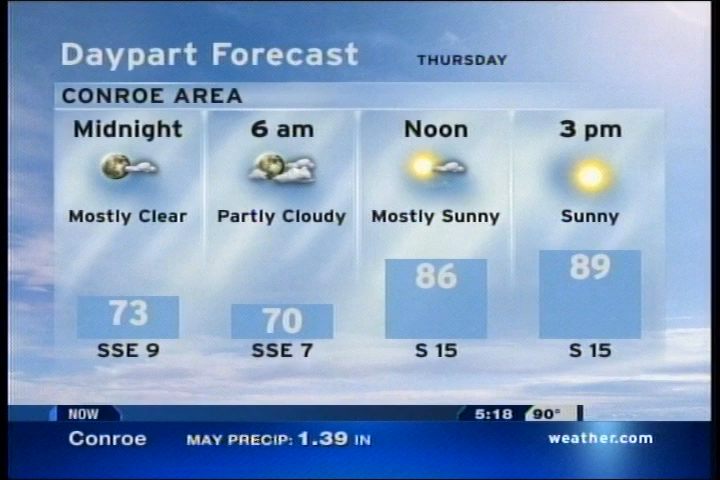 Daypart Forecast THURSDAY
CONROE AREA
Midnight 6 am Noon 3 pm
Mostly Clear Partly Cloudy Mostly Sunny Sunny
73 70 86 89
SSE 9 SSE 7 S 15 S 15
NOW 5:18 90°
Conroe MAY PRECIP: 1.39 IN weather.com